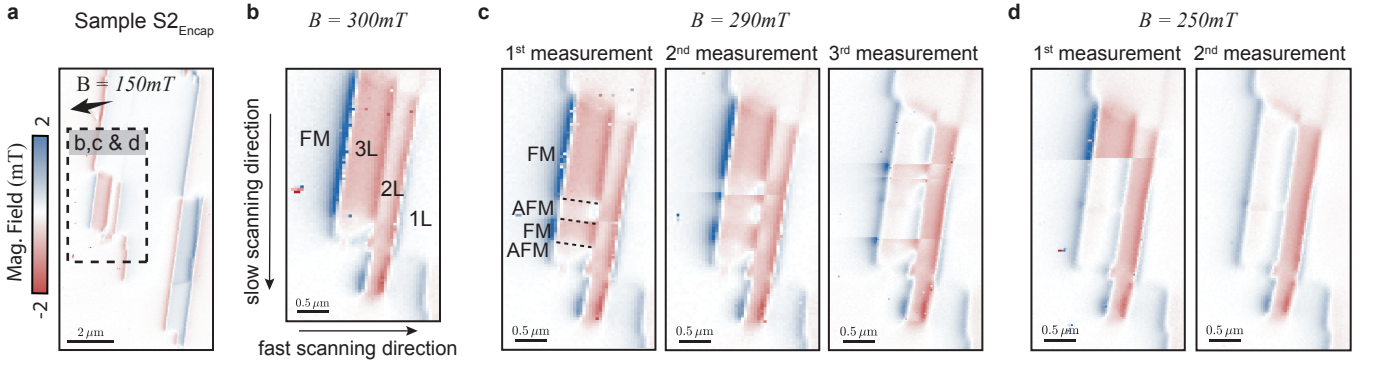 a
Sample S2Encap
B = 150mT
b,c & d
Mag. Field (mT)
2
-2
2 μm
b
B = 300mT
slow scanning direction
FM
3L
2L
1L
0.5 μm
fast scanning direction
c
B = 290mT
1st measurement
2nd measurement
3rd measurement
FM
AFM
FM
AFM
0.5 μm
0.5 μm
0.5 μm
d
B = 250mT
1st measurement
2nd measurement
0.5 μm
0.5 μm